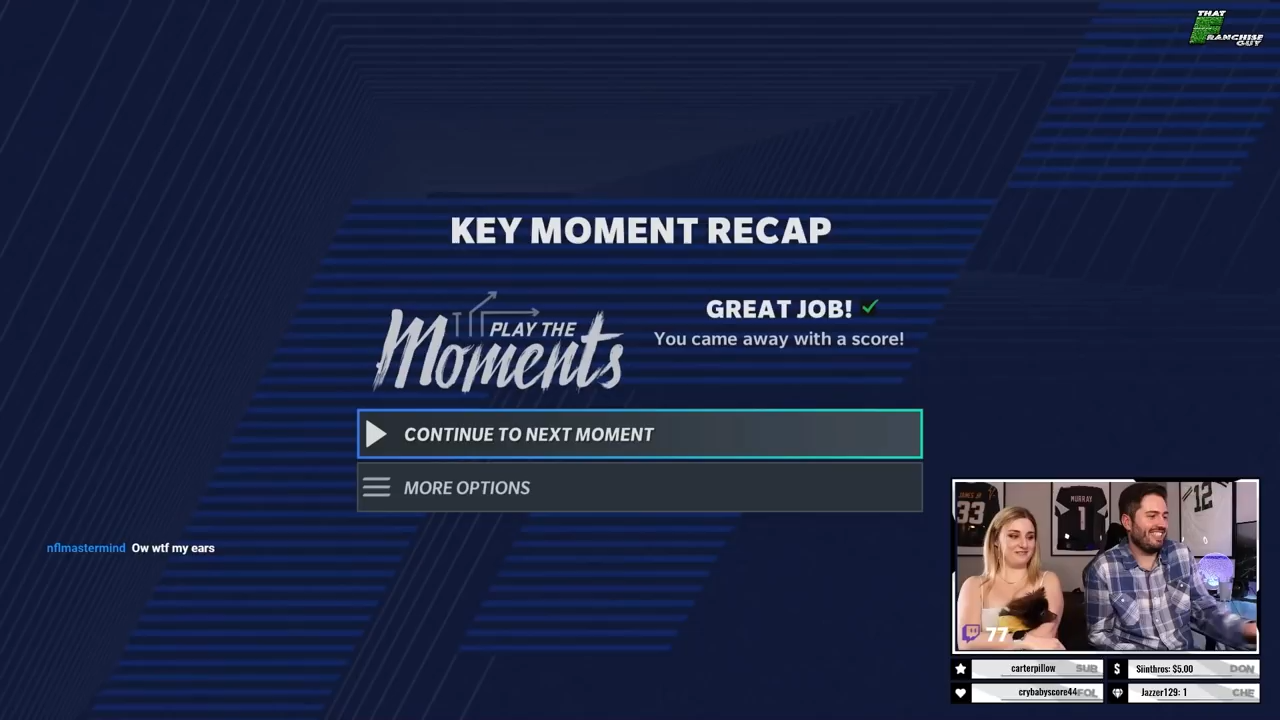 THAT
FRANCHISE
GUY
KEY MOMENT RECAP
PLAY THE
Moments
GREAT JOB!
You came away with a score!
CONTINUE TO NEXT MOMENT
MORE OPTIONS
nflmastermind Ow wtf my ears
33
MURRAY
1
12
77
carterpillow SUB
$ Siinthros: $5.00 DON
crybabyscore44 FOL
Jazzer129: 1 CHE